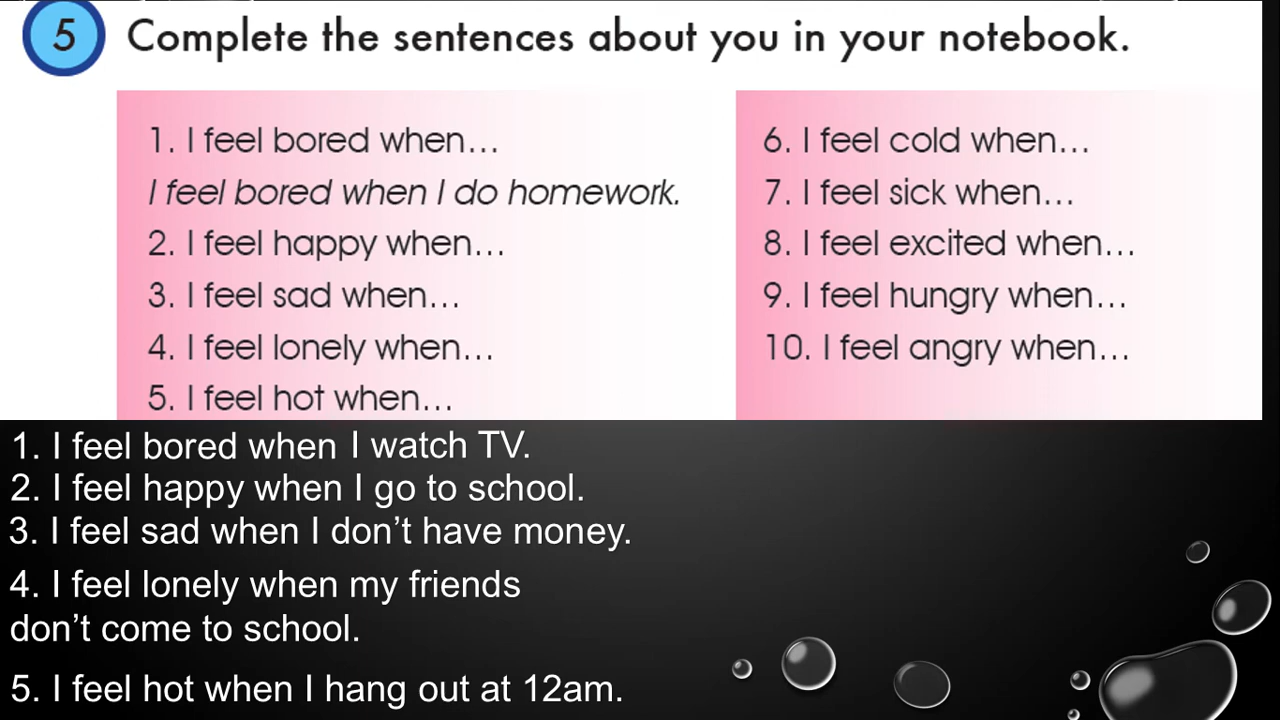 5 Complete the sentences about you in your notebook.
1. I feel bored when...
I feel bored when I do homework.
2. I feel happy when...
3. I feel sad when...
4. I feel lonely when...
5. I feel hot when...
6. I feel cold when...
7. I feel sick when...
8. I feel excited when...
9. I feel hungry when...
10. I feel angry when...
1. I feel bored when I watch TV.
2. I feel happy when I go to school.
3. I feel sad when I don’t have money.
4. I feel lonely when my friends
don’t come to school.
5. I feel hot when I hang out at 12am.